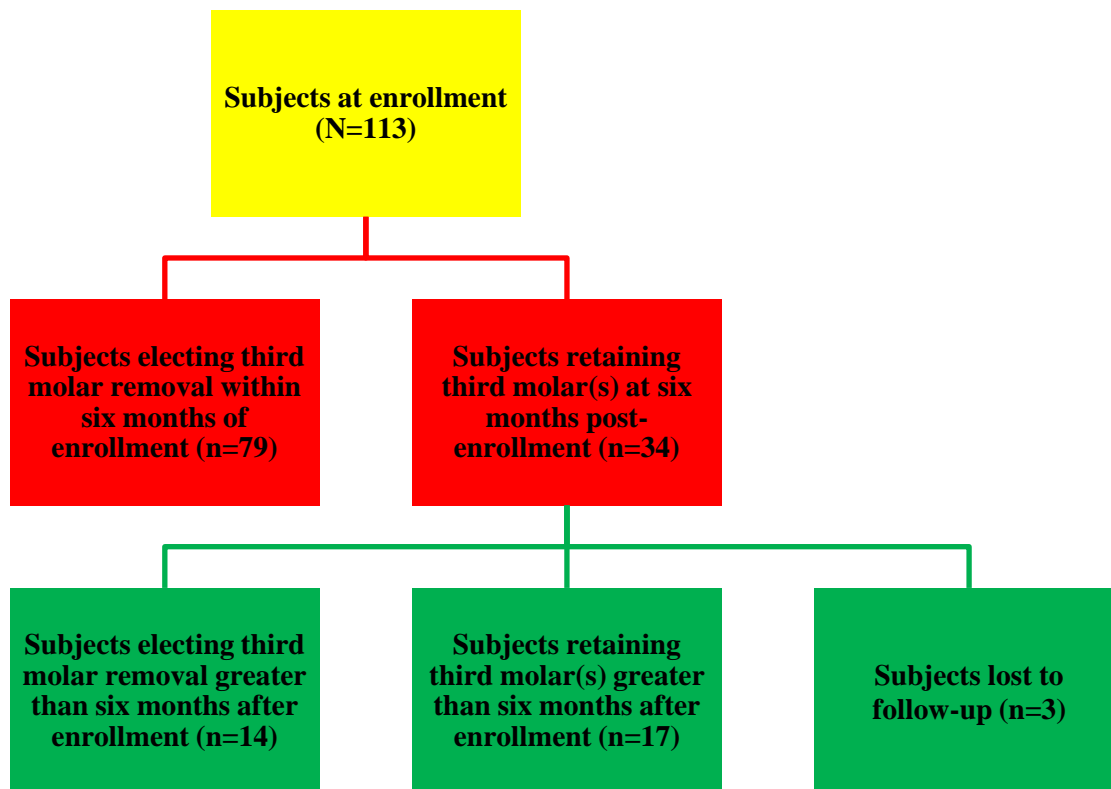 Subjects at enrollment
(N=113)
Subjects electing third
molar removal within
six months of
enrollment (n=79)
Subjects retaining
third molar(s) at six
months post-
enrollment (n=34)
Subjects electing third
molar removal greater
than six months after
enrollment (n=14)
Subjects retaining
third molar(s) greater
than six months after
enrollment (n=17)
Subjects lost to
follow-up (n=3)